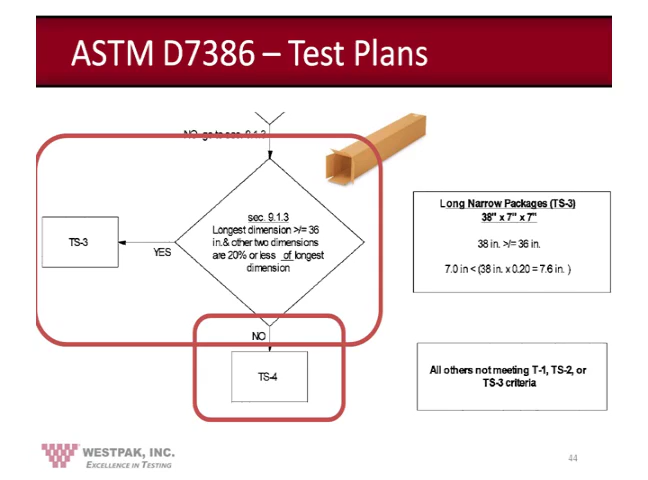 ASTM D7386 – Test Plans
NO go to sec. 9.1.3
sec. 9.1.3
Longest dimension >/= 36
in.& other two dimensions
are 20% or less of longest
dimension
TS-3
YES
NO
TS-4
Long Narrow Packages (TS-3)
38" x 7" x 7"
38 in. >/= 36 in.
7.0 in < (38 in. x 0.20 = 7.6 in. )
All others not meeting T-1, TS-2, or
TS-3 criteria
WESTPAK, INC.
EXCELLENCE IN TESTING
44